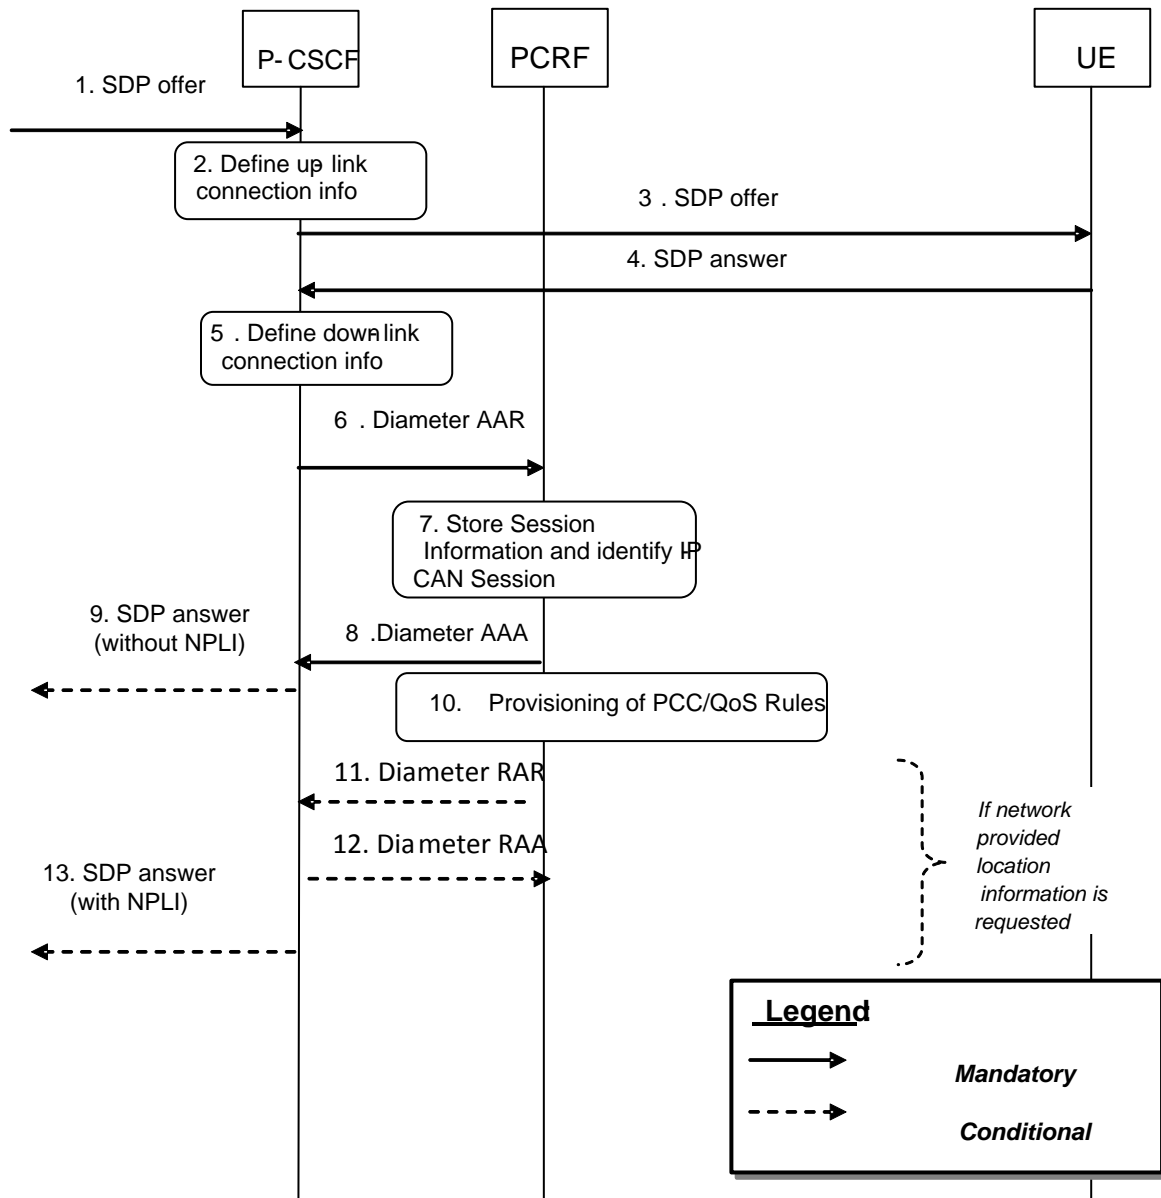 P-CSCF
PCRF
UE
1. SDP offer
2. Define up-link
connection info
3 . SDP offer
4. SDP answer
5 . Define down-link
connection info
6 . Diameter AAR
7. Store Session
Information and identify IP-
CAN Session
9. SDP answer
(without NPLI)
8 .Diameter AAA
10. Provisioning of PCC/QoS Rules
11. Diameter RAR
12. Diameter RAA
13. SDP answer
(with NPLI)
If network
provided
location
information is
requested
Legend:
Mandatory
Conditional